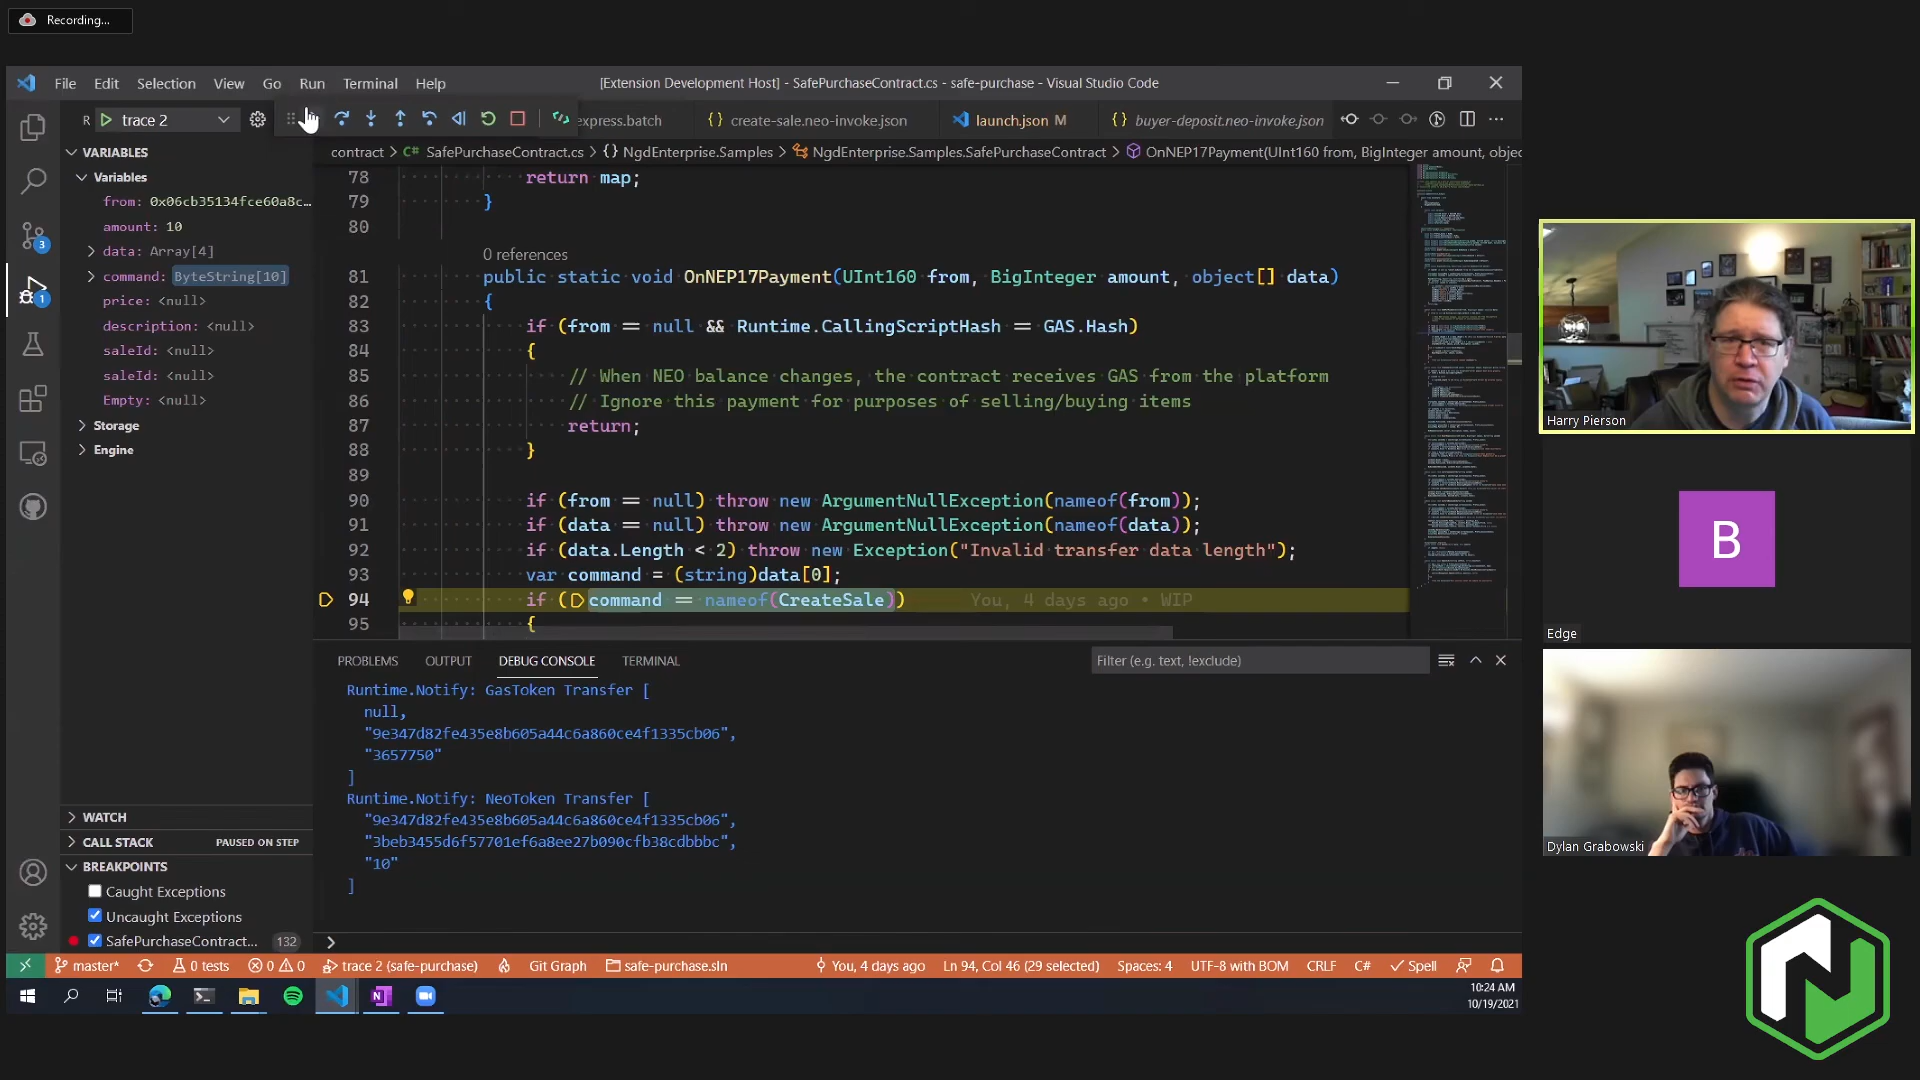 Recording...
File Edit Selection View Go Run Terminal Help
[Extension Development Host] - SafePurchaseContract.cs - safe-purchase - Visual Studio Code
R trace 2
express.batch
{} create-sale.neo-invoke.json
launch.json M
{} buyer-deposit.neo-invoke.json
contract > SafePurchaseContract.cs > {} NgdEnterprise.Samples > NgdEnterprise.Samples.SafePurchaseContract > OnNEP17Payment(UInt160 from, BigInteger amount, objec
VARIABLES
Variables
from: 0x06cb35134fce60a8c...
amount: 10
data: Array[4]
command: ByteString[10]
price: <null>
description: <null>
saleId: <null>
saleId: <null>
Empty: <null>
Storage
Engine
78 return map;
79 }
80
0 references
81 public static void OnNEP17Payment(UInt160 from, BigInteger amount, object[] data)
82 {
83 if (from == null && Runtime.CallingScriptHash == GAS.Hash)
84 {
85 // When NEO balance changes, the contract receives GAS from the platform
86 // Ignore this payment for purposes of selling/buying items
87 return;
88 }
89
90 if (from == null) throw new ArgumentNullException(nameof(from));
91 if (data == null) throw new ArgumentNullException(nameof(data));
92 if (data.Length < 2) throw new Exception("Invalid transfer data length");
93 var command = (string)data[0];
94 if (command == nameof(CreateSale)) You, 4 days ago • WIP
95 {
PROBLEMS OUTPUT DEBUG CONSOLE TERMINAL
Filter (e.g. text, !exclude)
Runtime.Notify: GasToken Transfer [
null,
"9e347d82fe435e8b605a44c6a860ce4f1335cb06",
"3657750"
]
Runtime.Notify: NeoToken Transfer [
"9e347d82fe435e8b605a44c6a860ce4f1335cb06",
"3beb3455d6f57701ef6a8ee27b090cfb38cdbbbc",
"10"
]
WATCH
CALL STACK PAUSED ON STEP
BREAKPOINTS
Caught Exceptions
Uncaught Exceptions
SafePurchaseContract... 132
3
1
master* 0 tests 0 0 trace 2 (safe-purchase) Git Graph safe-purchase.sln You, 4 days ago Ln 94, Col 46 (29 selected) Spaces: 4 UTF-8 with BOM CRLF C# Spell
10:24 AM
10/19/2021
Harry Pierson
B
Edge
Dylan Grabowski